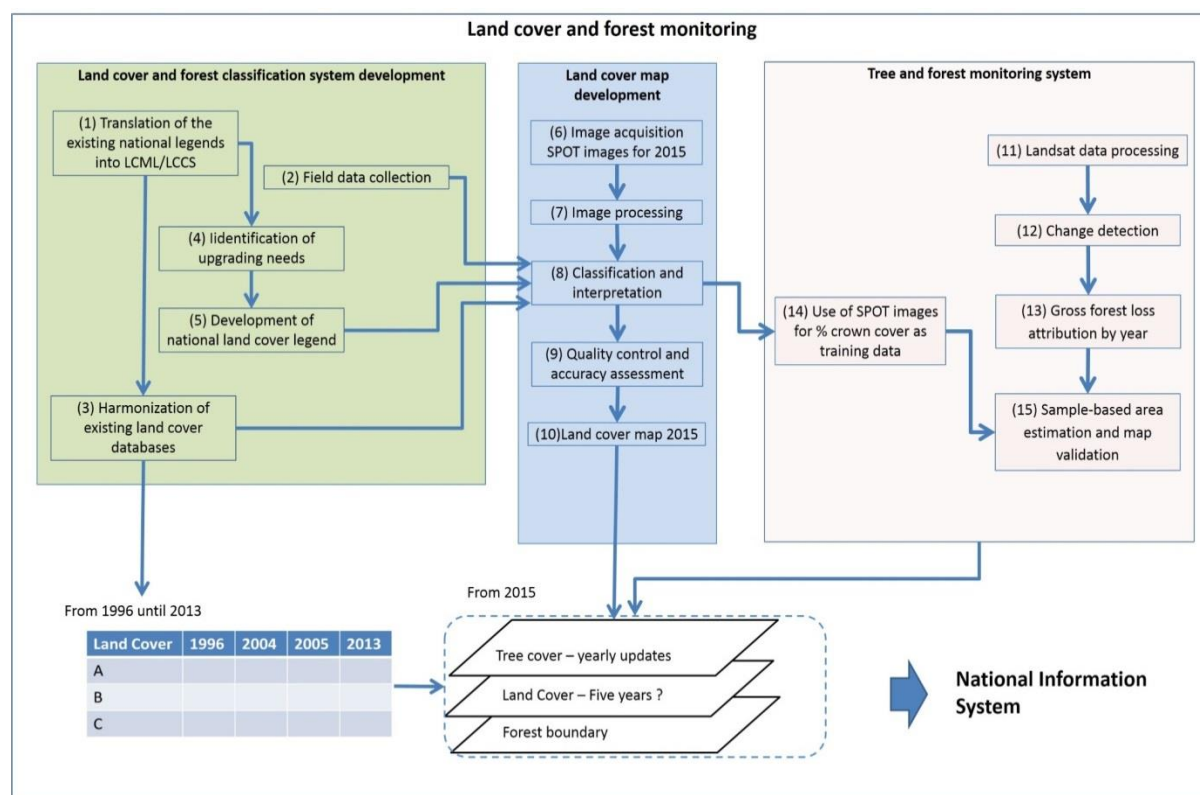 Land cover and forest monitoring
Land cover and forest classification system development
(1) Translation of the
existing national legends
into LCML/LCCS
(2) Field data collection
(4) Iidentification of
upgrading needs
(5) Development of
national land cover legend
(3) Harmonization of
existing land cover
databases
Land cover map
development
(6) Image acquisition
SPOT images for 2015
(7) Image processing
(8) Classification and
interpretation
(9) Quality control and
accuracy assessment
(10)Land cover map 2015
Tree and forest monitoring system
(11) Landsat data processing
(12) Change detection
(13) Gross forest loss
attribution by year
(14) Use of SPOT images
for % crown cover as
training data
(15) Sample-based area
estimation and map
validation
From 1996 until 2013
Land Cover 1996 2004 2005 2013
A
B
C
From 2015
Tree cover – yearly updates
Land Cover – Five years ?
Forest boundary
National Information
System